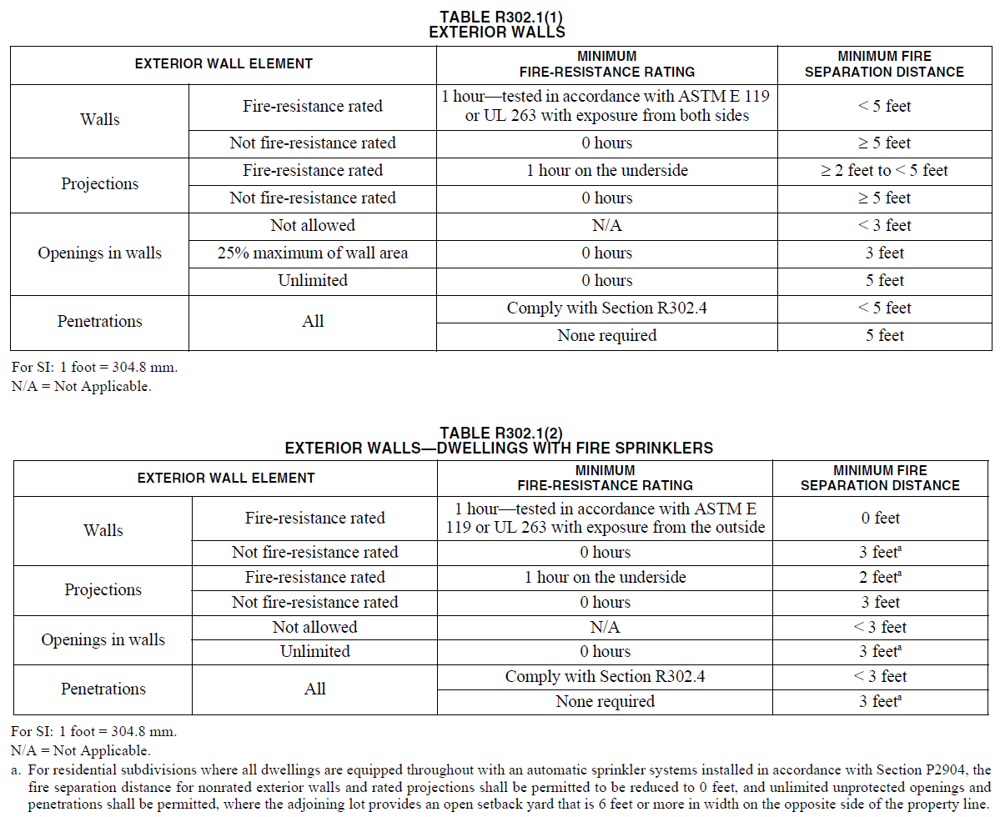 TABLE R302.1(1)
EXTERIOR WALLS
EXTERIOR WALL ELEMENT
MINIMUM
FIRE-RESISTANCE RATING
MINIMUM FIRE
SEPARATION DISTANCE
Walls
Fire-resistance rated
1 hour—tested in accordance with ASTM E 119
or UL 263 with exposure from both sides
< 5 feet
Not fire-resistance rated
0 hours
≥ 5 feet
Projections
Fire-resistance rated
1 hour on the underside
≥ 2 feet to < 5 feet
Not fire-resistance rated
0 hours
≥ 5 feet
Openings in walls
Not allowed
N/A
< 3 feet
25% maximum of wall area
0 hours
3 feet
Unlimited
0 hours
5 feet
Penetrations
All
Comply with Section R302.4
< 5 feet
None required
5 feet
For SI: 1 foot = 304.8 mm.
N/A = Not Applicable.
TABLE R302.1(2)
EXTERIOR WALLS—DWELLINGS WITH FIRE SPRINKLERS
EXTERIOR WALL ELEMENT
MINIMUM
FIRE-RESISTANCE RATING
MINIMUM FIRE
SEPARATION DISTANCE
Walls
Fire-resistance rated
1 hour—tested in accordance with ASTM E
119 or UL 263 with exposure from the outside
0 feet
Not fire-resistance rated
0 hours
3 feetᵃ
Projections
Fire-resistance rated
1 hour on the underside
2 feetᵃ
Not fire-resistance rated
0 hours
3 feet
Openings in walls
Not allowed
N/A
< 3 feet
Unlimited
0 hours
3 feetᵃ
Penetrations
All
Comply with Section R302.4
< 3 feet
None required
3 feetᵃ
For SI: 1 foot = 304.8 mm.
N/A = Not Applicable.
a. For residential subdivisions where all dwellings are equipped throughout with an automatic sprinkler systems installed in accordance with Section P2904, the
fire separation distance for nonrated exterior walls and rated projections shall be permitted to be reduced to 0 feet, and unlimited unprotected openings and
penetrations shall be permitted, where the adjoining lot provides an open setback yard that is 6 feet or more in width on the opposite side of the property line.